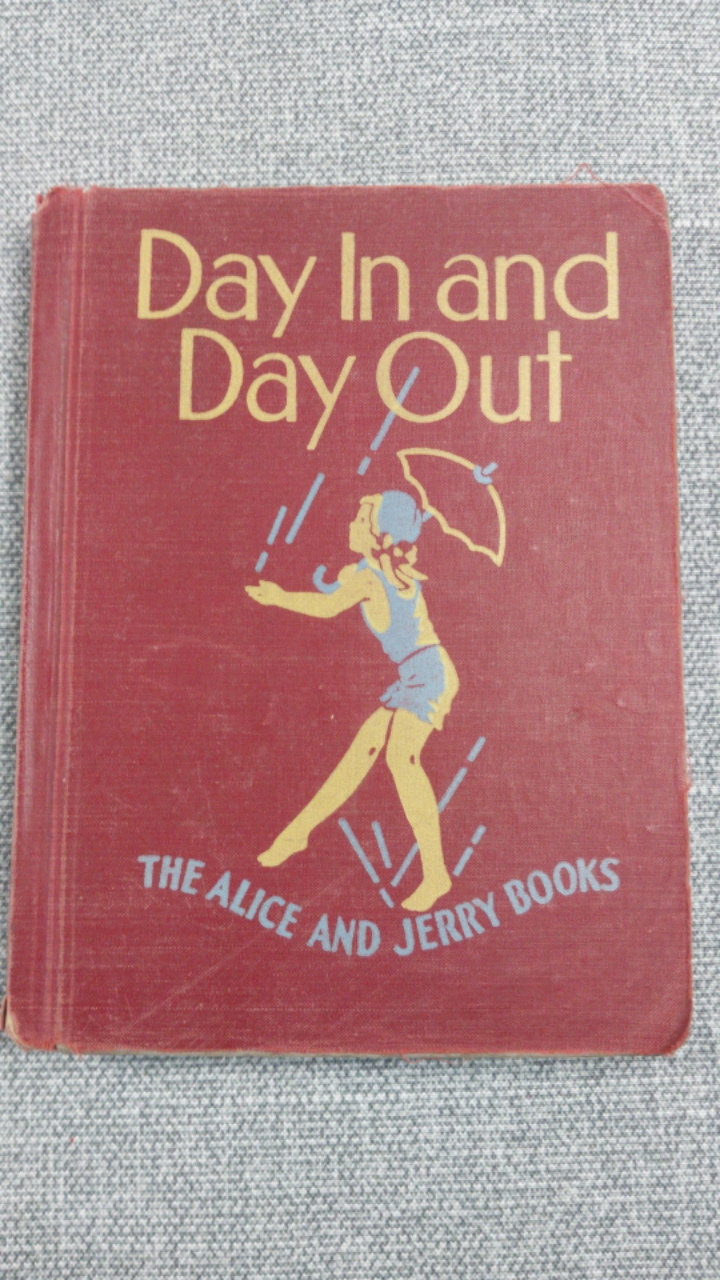 Day In and
Day Out
THE ALICE AND JERRY BOOKS